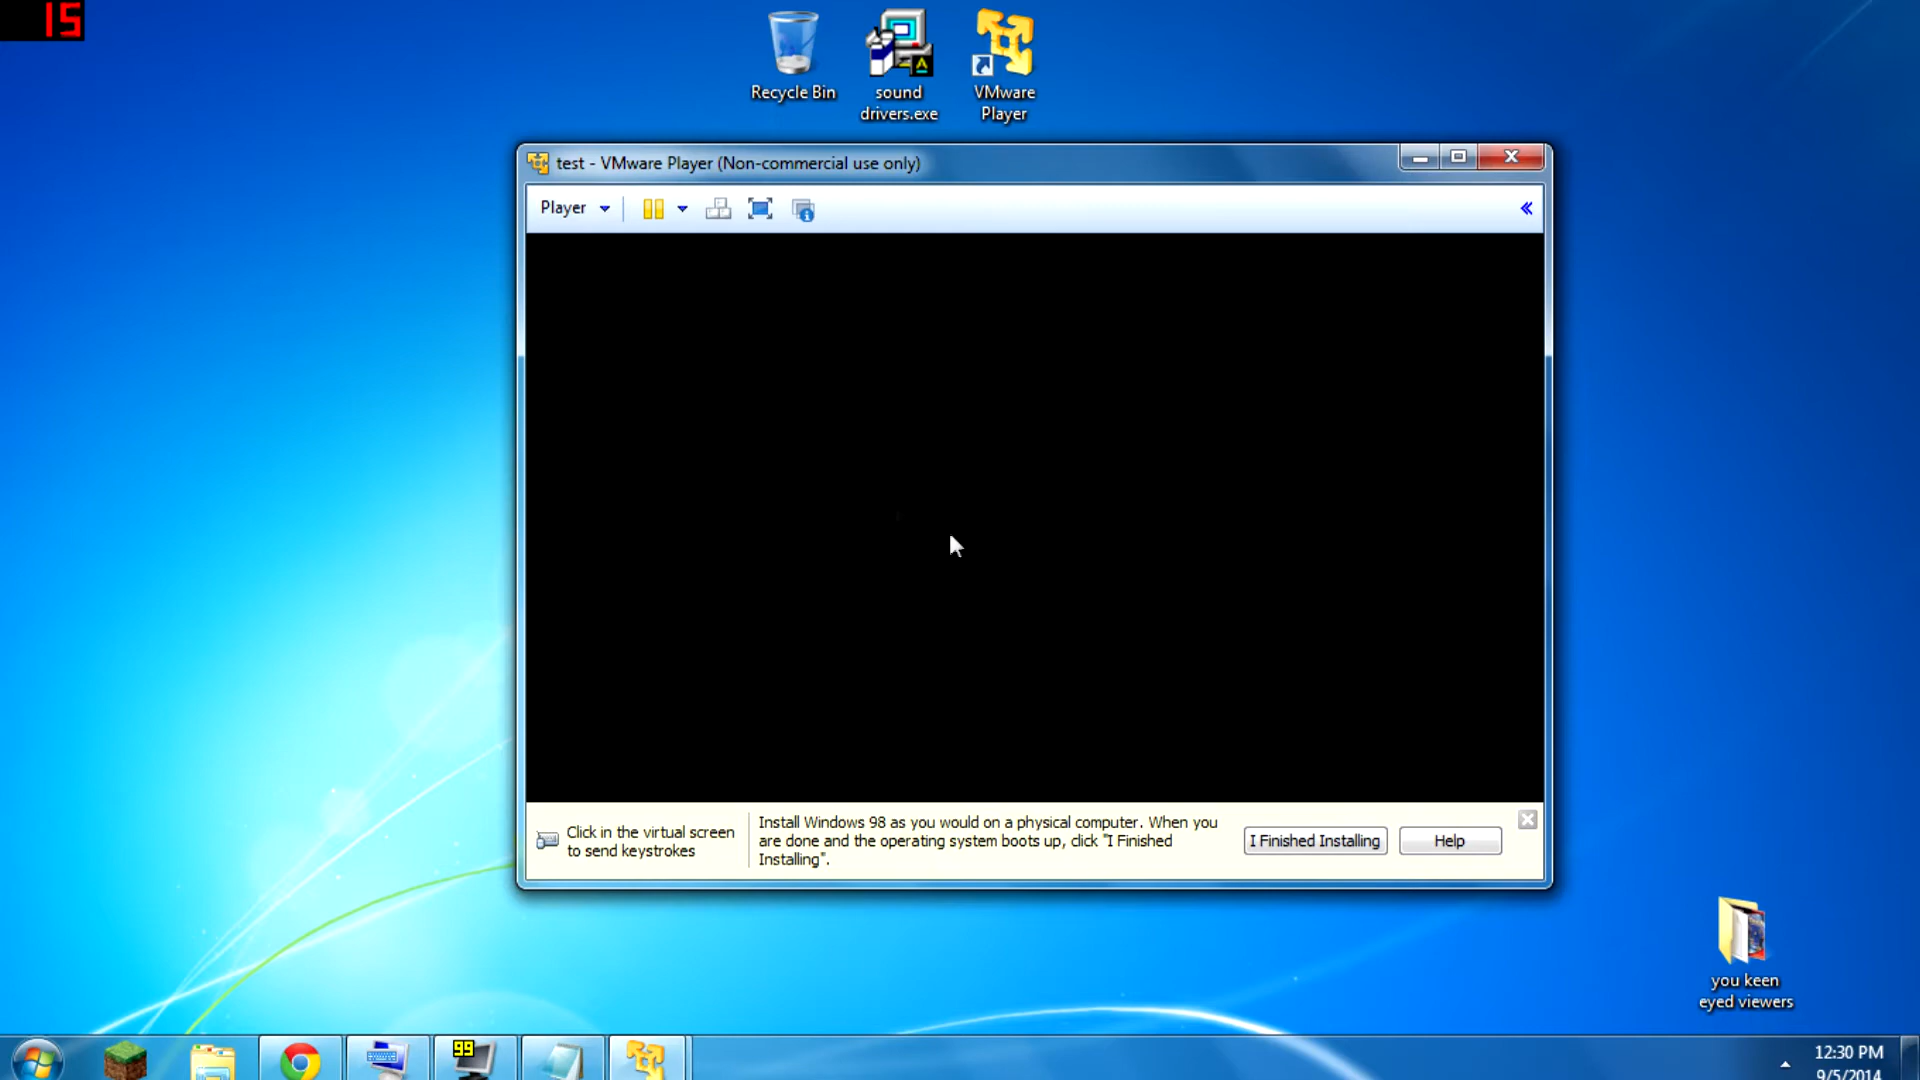 15
Recycle Bin
sound
drivers.exe
VMware
Player
test - VMware Player (Non-commercial use only)
Player
Click in the virtual screen
to send keystrokes
Install Windows 98 as you would on a physical computer. When you
are done and the operating system boots up, click "I Finished
Installing".
I Finished Installing
Help
you keen
eyed viewers
99
12:30 PM
9/5/2014